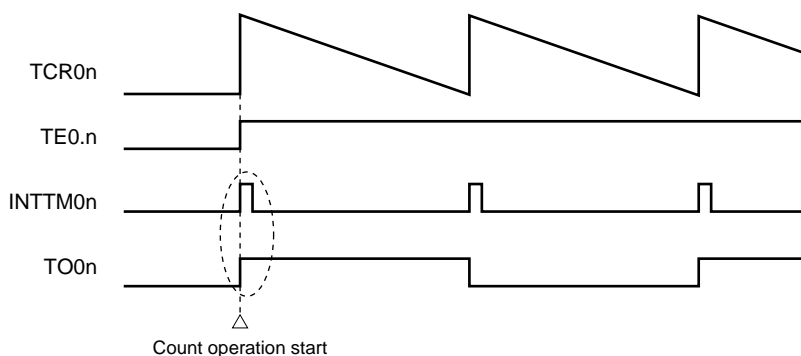 TCR0n
TE0.n
INTTM0n
TO0n
Count operation start